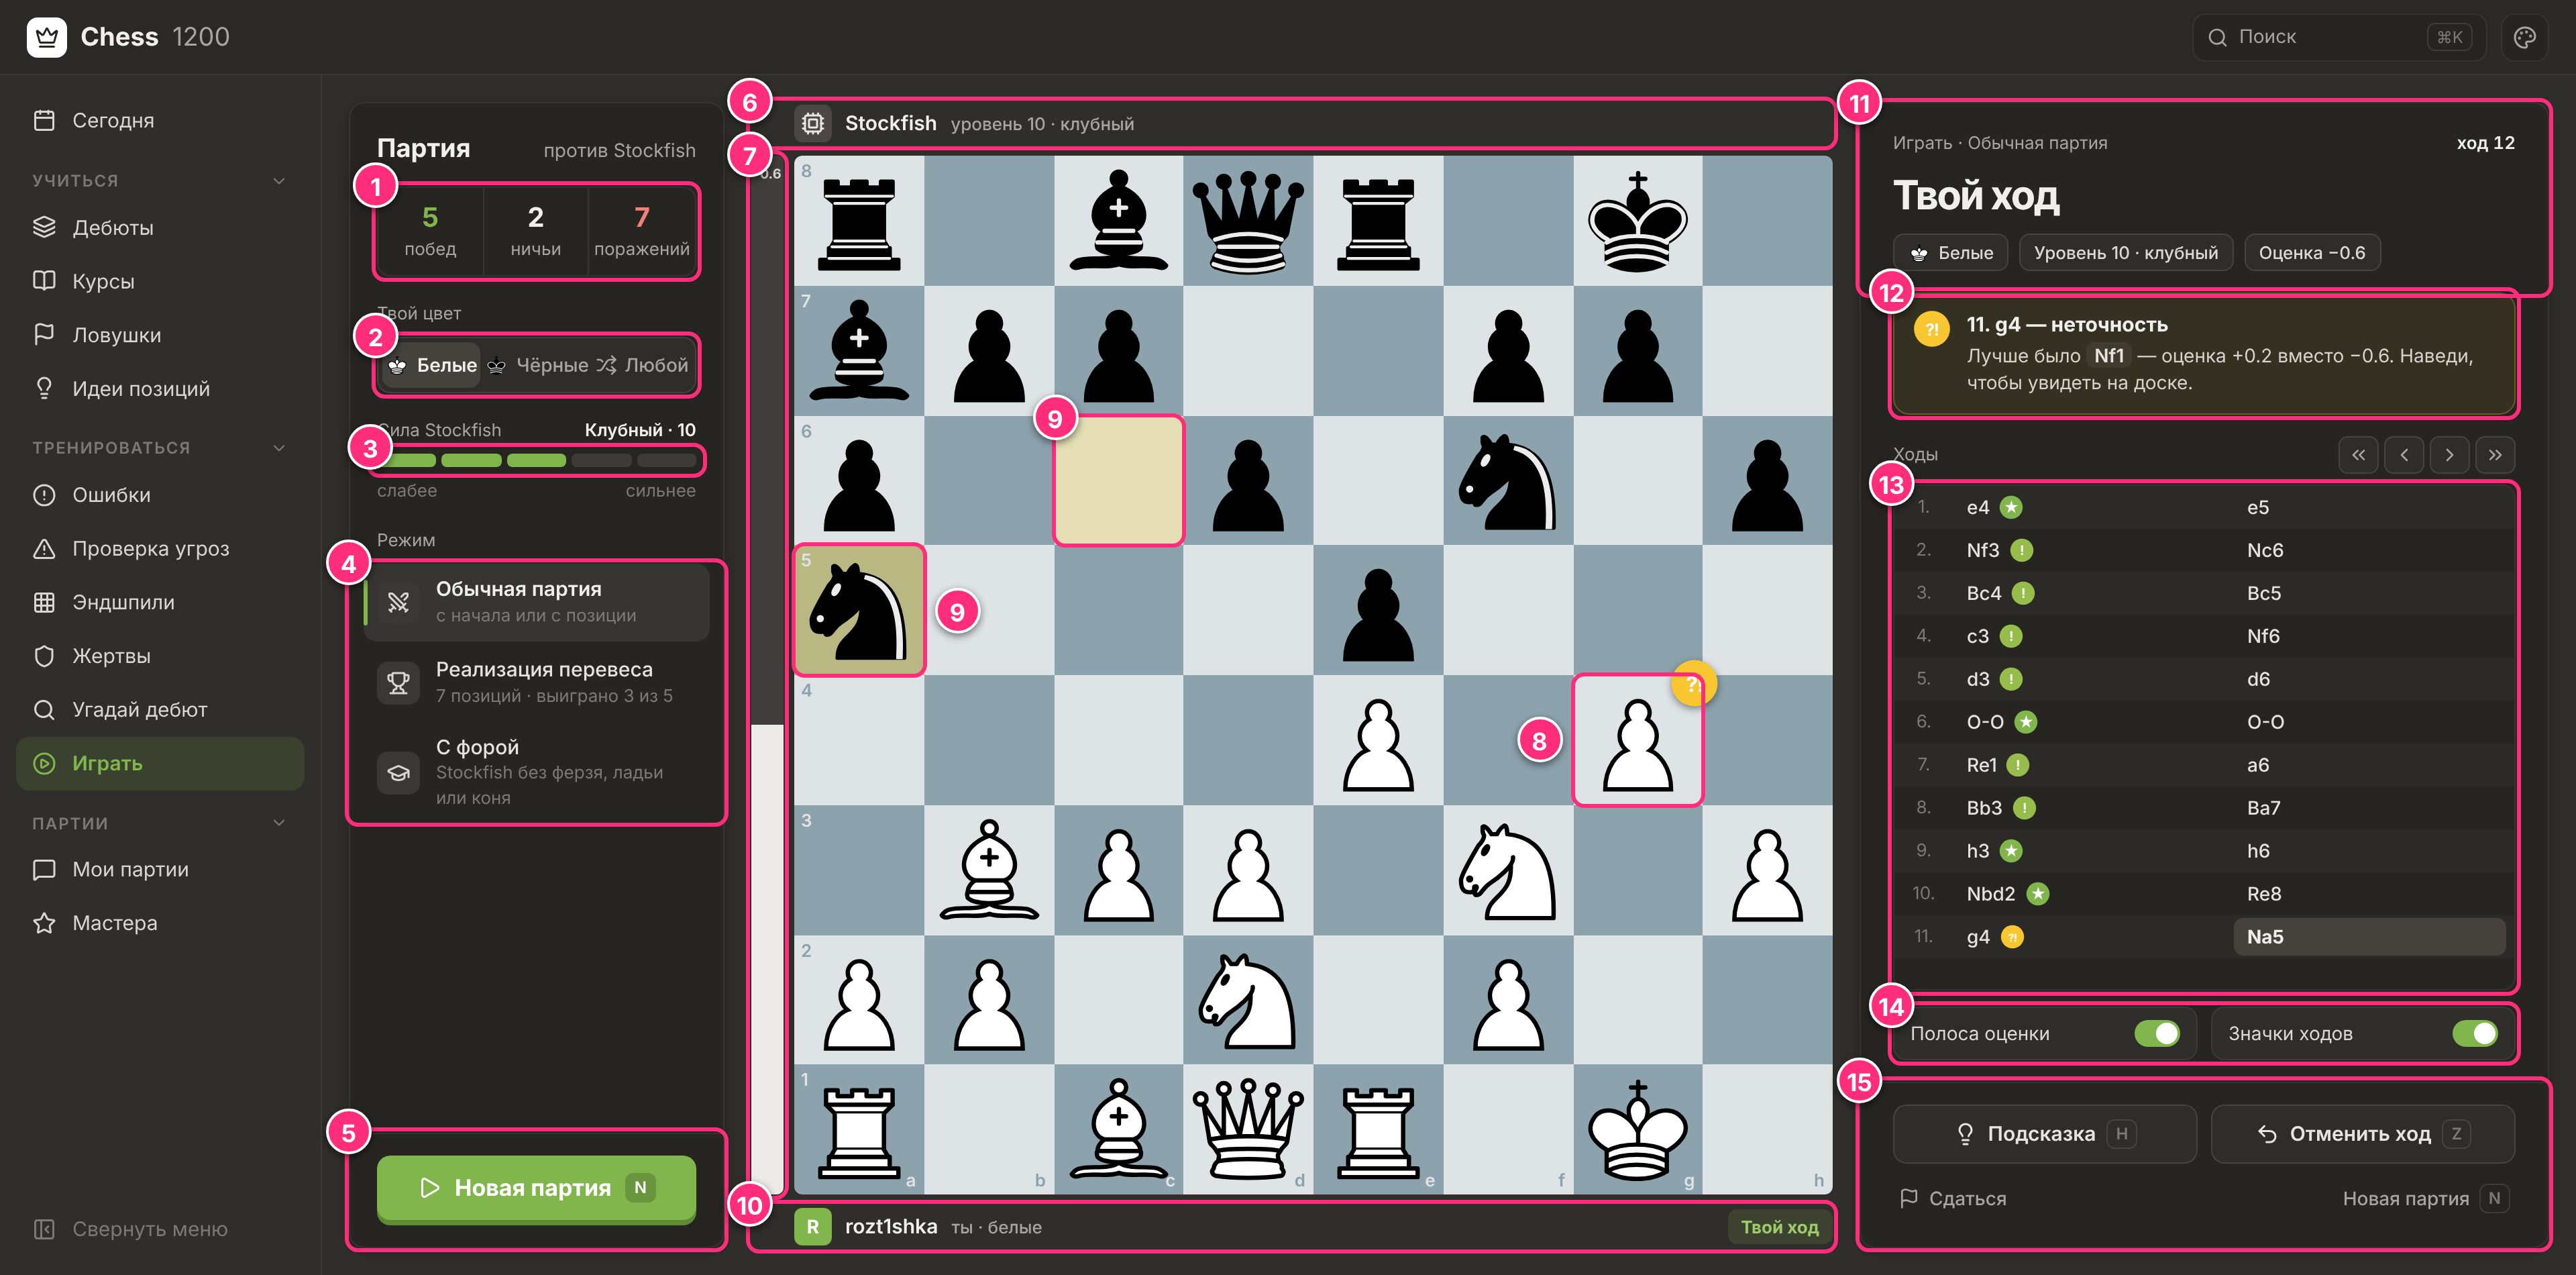 Chess 1200
Поиск ⌘K
Сегодня
УЧИТЬСЯ
Дебюты
Курсы
Ловушки
Идеи позиций
ТРЕНИРОВАТЬСЯ
Ошибки
Проверка угроз
Эндшпили
Жертвы
Угадай дебют
Играть
ПАРТИИ
Мои партии
Мастера
Свернуть меню
Партия против Stockfish
1
5 2 7
побед ничьи поражений
Твой цвет
2
Белые Чёрные Любой
Сила Stockfish Клубный · 10
3
слабее сильнее
Режим
4
Обычная партия
с начала или с позиции
Реализация перевеса
7 позиций · выиграно 3 из 5
С форой
Stockfish без ферзя, ладьи
или коня
5
Новая партия N
6
Stockfish уровень 10 · клубный
7
0.6
8
7
6
5
4
3
2
1
a b c d e f g h
9
9
8
?!
10
R rozt1shka ты · белые Твой ход
11
Играть · Обычная партия ход 12
Твой ход
Белые Уровень 10 · клубный Оценка −0.6
12
?! 11. g4 — неточность
Лучше было Nf1 — оценка +0.2 вместо −0.6. Наведи,
чтобы увидеть на доске.
Ходы
13
1. e4 e5
2. Nf3 ! Nc6
3. Bc4 ! Bc5
4. c3 ! Nf6
5. d3 ! d6
6. O-O O-O
7. Re1 ! a6
8. Bb3 ! Ba7
9. h3 h6
10. Nbd2 Re8
11. g4 ?! Na5
14
Полоса оценки Значки ходов
15
Подсказка H Отменить ход Z
Сдаться Новая партия N